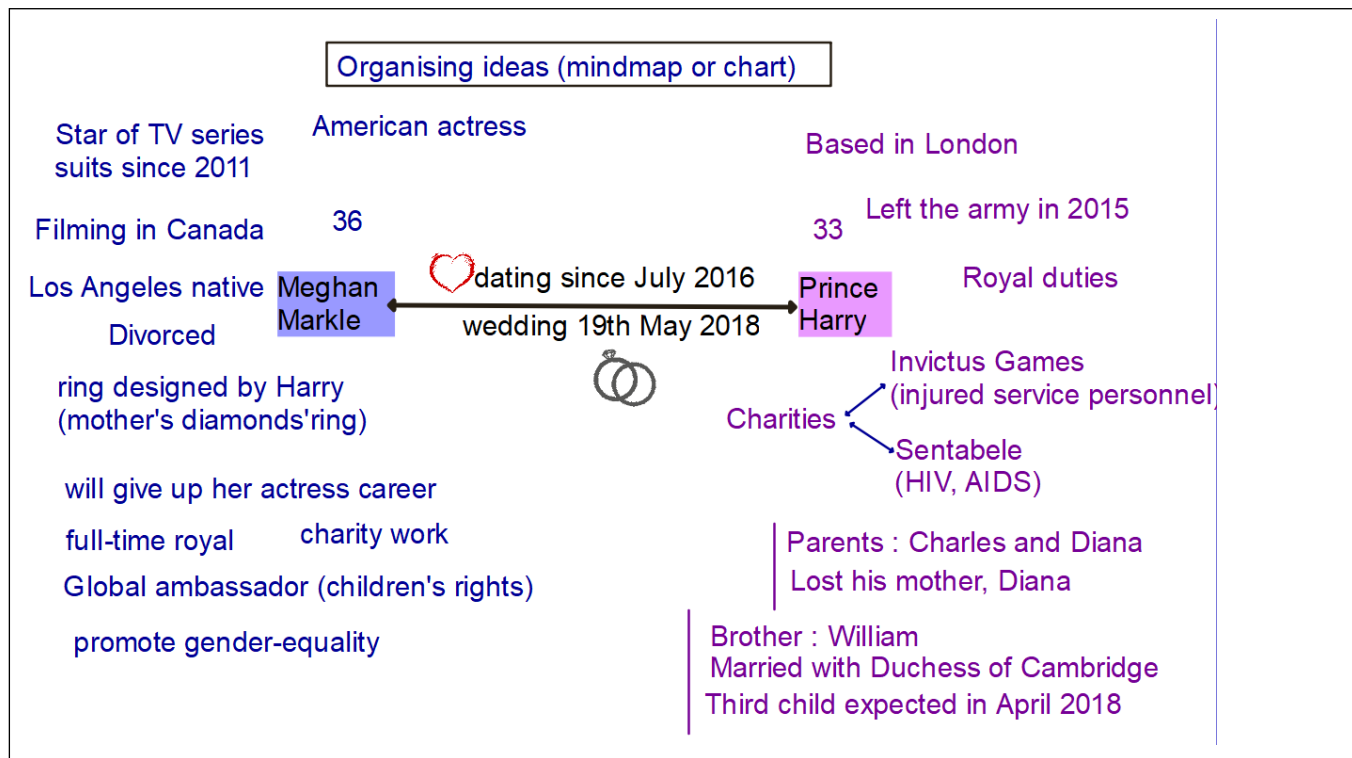 Organising ideas (mindmap or chart)
American actress
Star of TV series
suits since 2011
36
Filming in Canada
Los Angeles native
Meghan
Markle
Divorced
ring designed by Harry
(mother's diamonds'ring)
will give up her actress career
full-time royal
charity work
Global ambassador (children's rights)
promote gender-equality
dating since July 2016
wedding 19th May 2018
Based in London
Left the army in 2015
33
Prince
Harry
Royal duties
Charities
Invictus Games
(injured service personnel)
Sentabele
(HIV, AIDS)
Parents : Charles and Diana
Lost his mother, Diana
Brother : William
Married with Duchess of Cambridge
Third child expected in April 2018